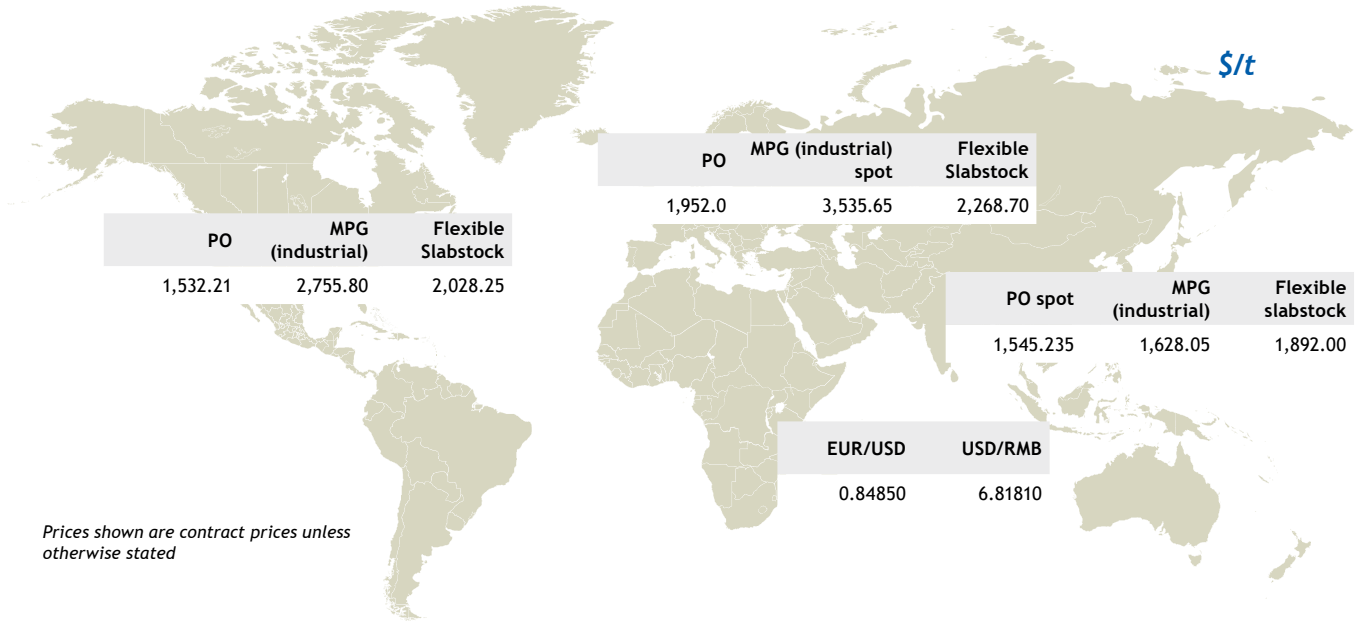 $/t
PO
MPG (industrial)
spot
Flexible
Slabstock
1,952.0
3,535.65
2,268.70
PO
MPG
(industrial)
Flexible
Slabstock
1,532.21
2,755.80
2,028.25
PO spot
MPG
(industrial)
Flexible
slabstock
1,545.235
1,628.05
1,892.00
EUR/USD
USD/RMB
0.84850
6.81810
Prices shown are contract prices unless
otherwise stated